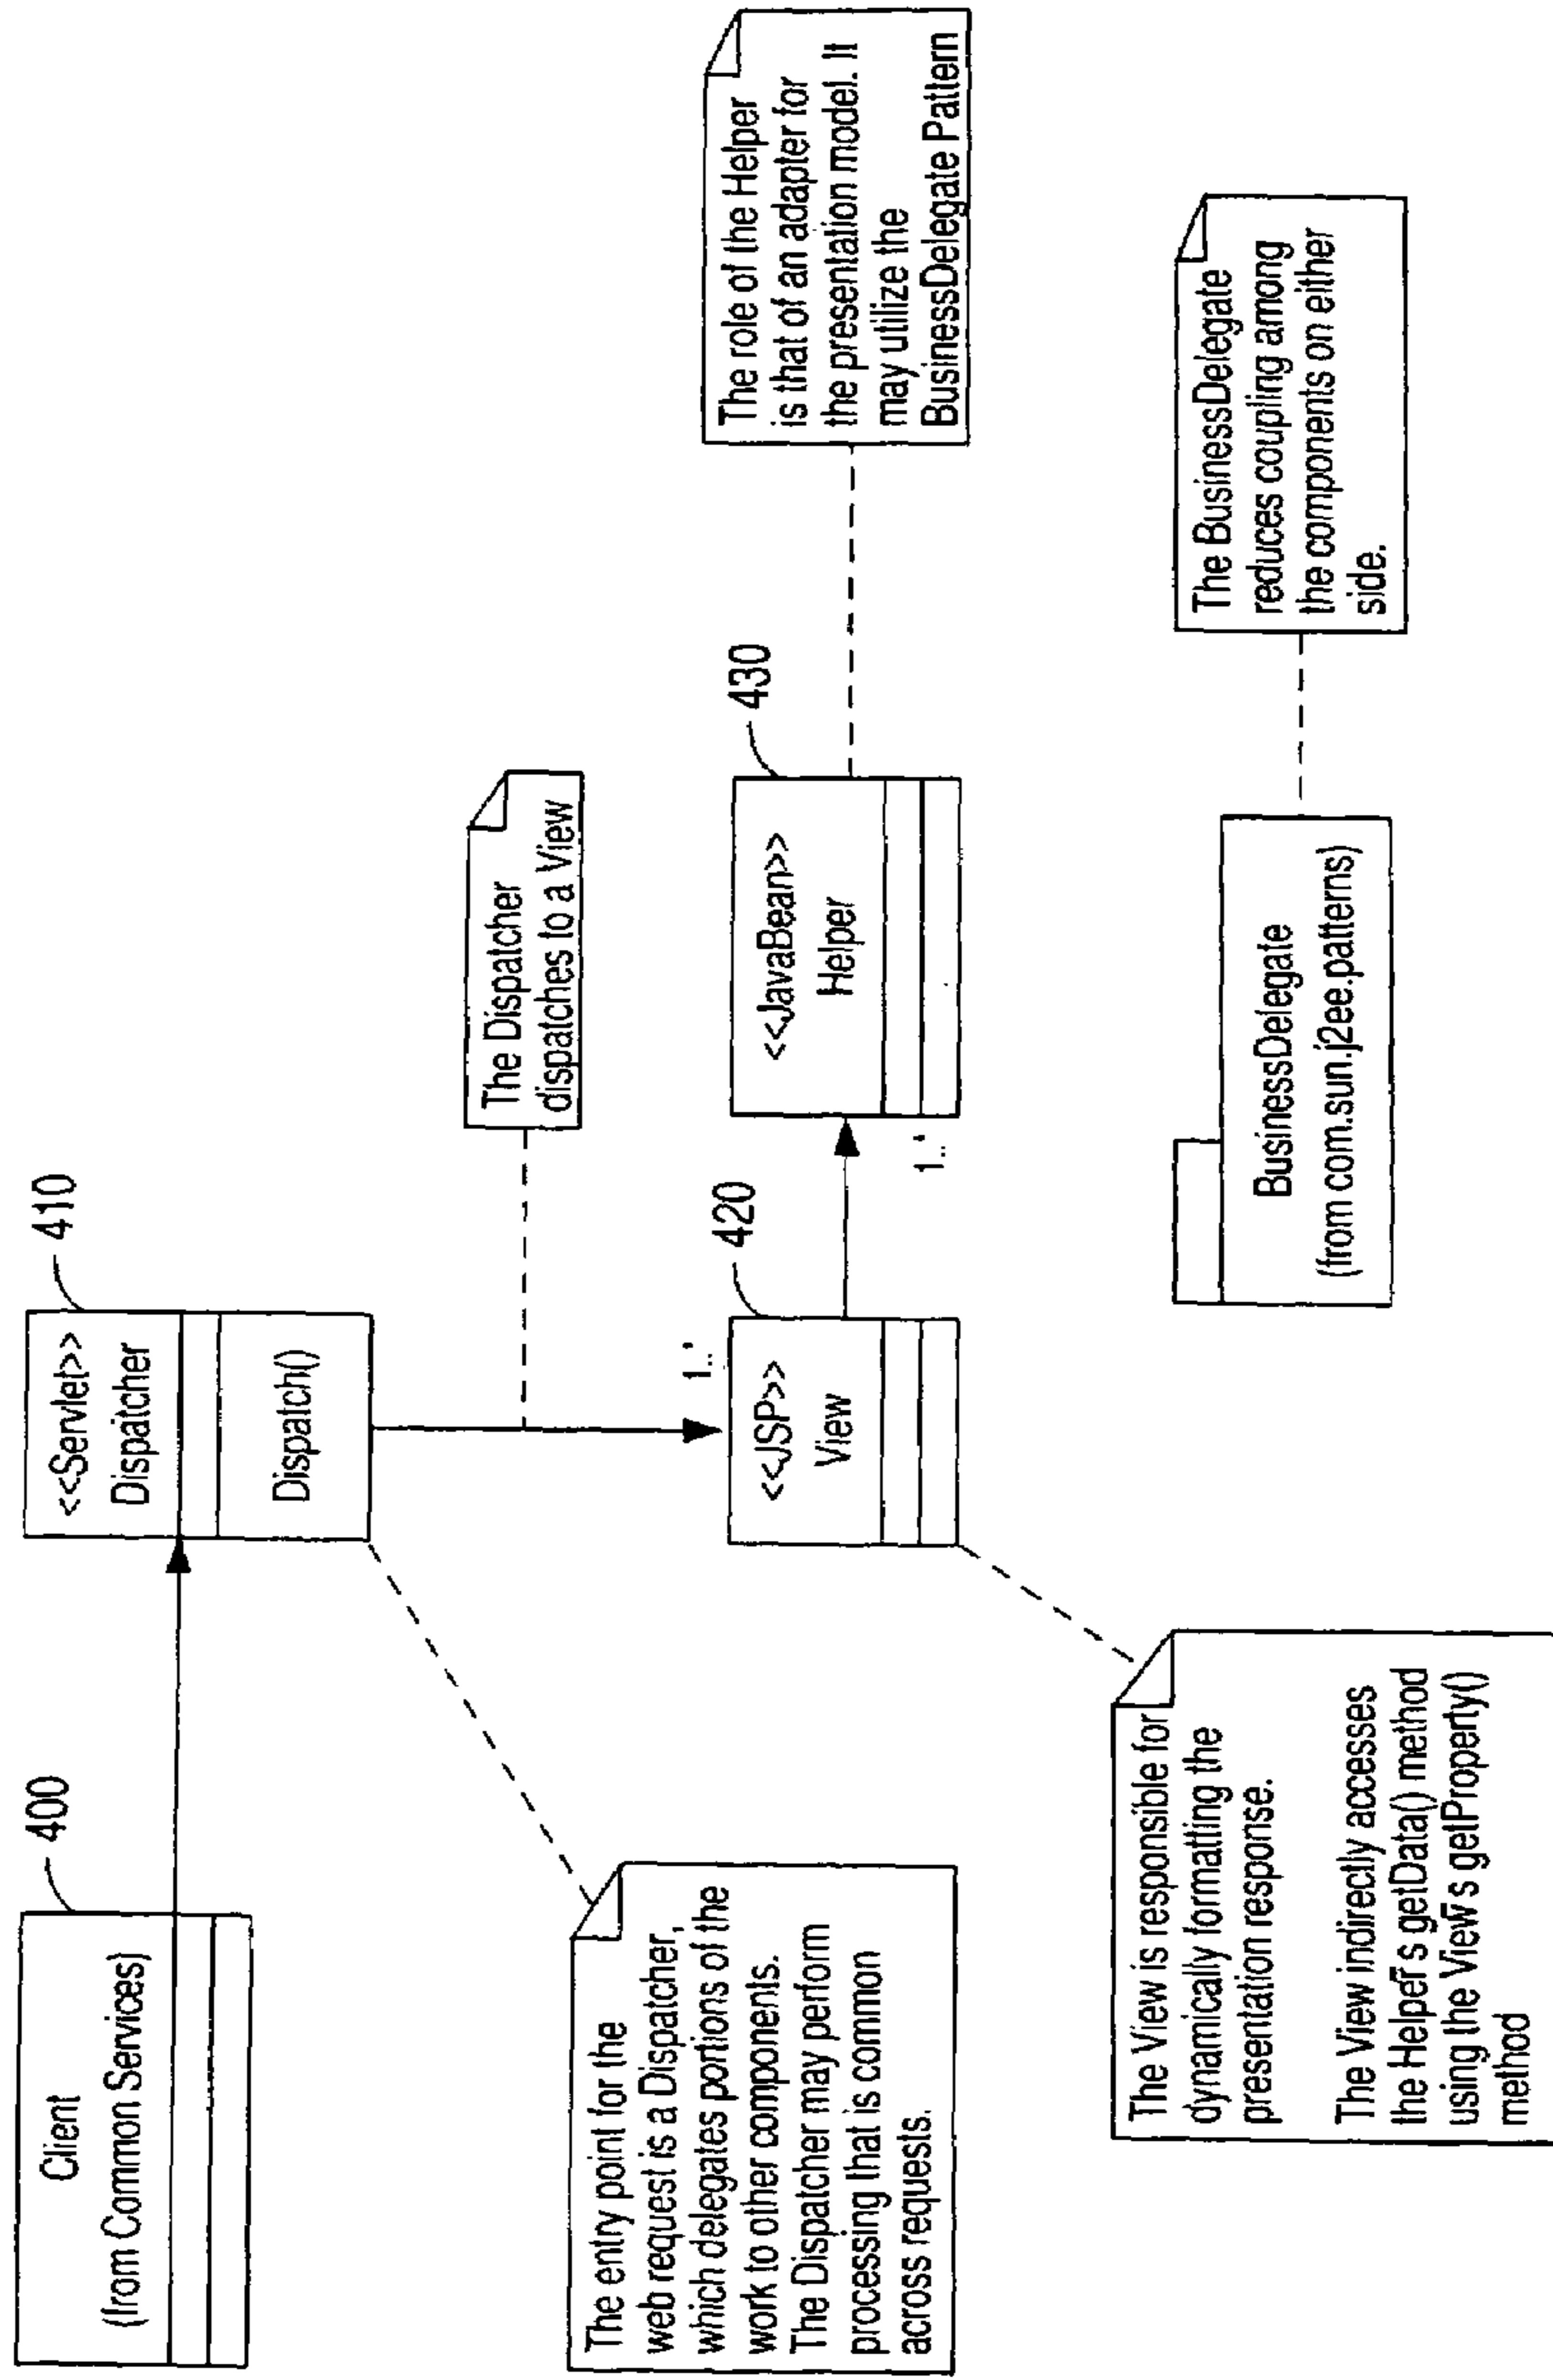 Client
(from Common Services)
400
<<Servlet>>
Dispatcher
Dispatch()
410
The entry point for the
web request is a Dispatcher,
which delegates portions of the
work to other components.
The Dispatcher may perform
processing that is common
across requests.
The Dispatcher
dispatches to a View
1..*
<<JSP>>
View
420
<<JavaBean>>
Helper
430
1..*
The role of the Helper
is that of an adapter for
the presentation model. It
may utilize the
BusinessDelegate Pattern
The View is responsible for
dynamically formatting the
presentation response.
The View indirectly accesses
the Helper's getData() method
using the View's getProperty()
method
BusinessDelegate
(from com.sun.j2ee.patterns)
The BusinessDelegate
reduces coupling among
the components on either
side.